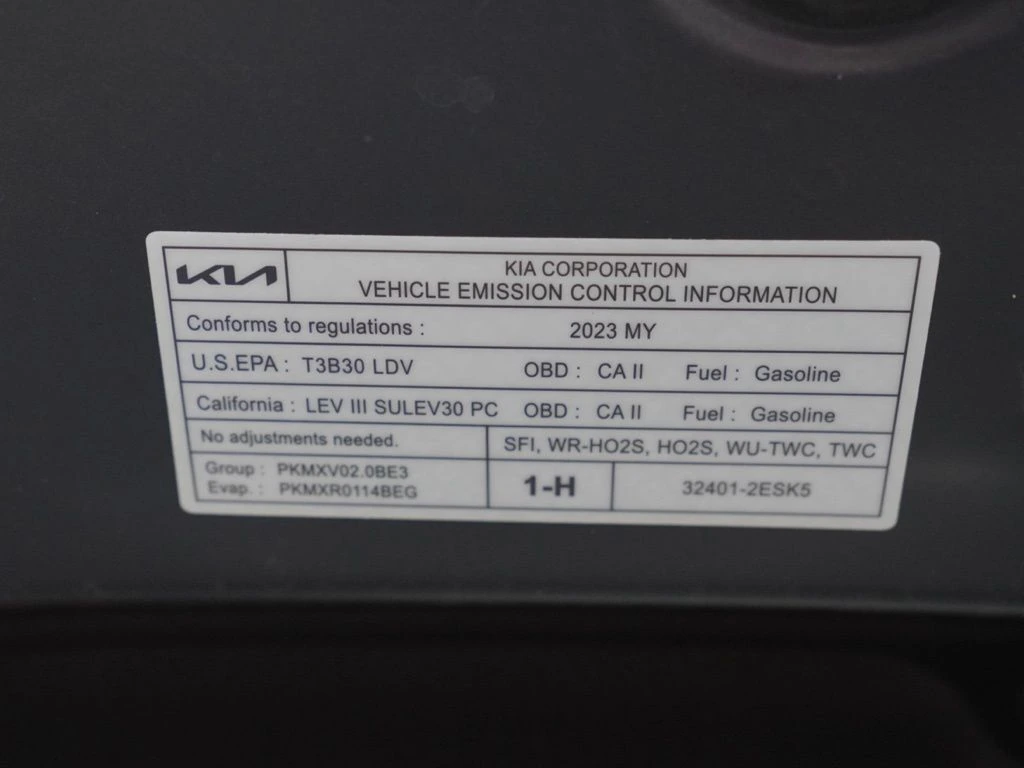 KIA
KIA CORPORATION
VEHICLE EMISSION CONTROL INFORMATION
Conforms to regulations : 2023 MY
U.S.EPA : T3B30 LDV OBD : CA II Fuel : Gasoline
California : LEV III SULEV30 PC OBD : CA II Fuel : Gasoline
No adjustments needed. SFI, WR-HO2S, HO2S, WU-TWC, TWC
Group : PKMXV02.0BE3
Evap. : PKMXR0114BEG
1-H 32401-2ESK5